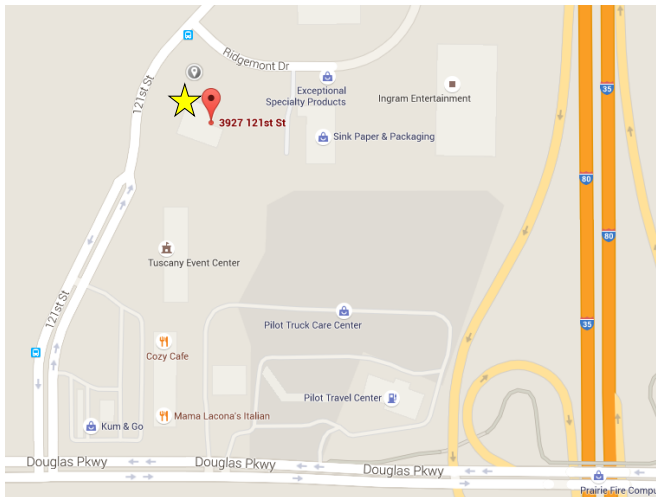 Ridgemont Dr
121st St
Exceptional
Specialty Products
Ingram Entertainment
35
3927 121st St
Sink Paper & Packaging
80
35
80
Tuscany Event Center
121st St
Pilot Truck Care Center
35
Cozy Cafe
Pilot Travel Center
Mama Lacona's Italian
Kum & Go
Douglas Pkwy
Douglas Pkwy
Douglas Pkwy
Prairie Fire Compu